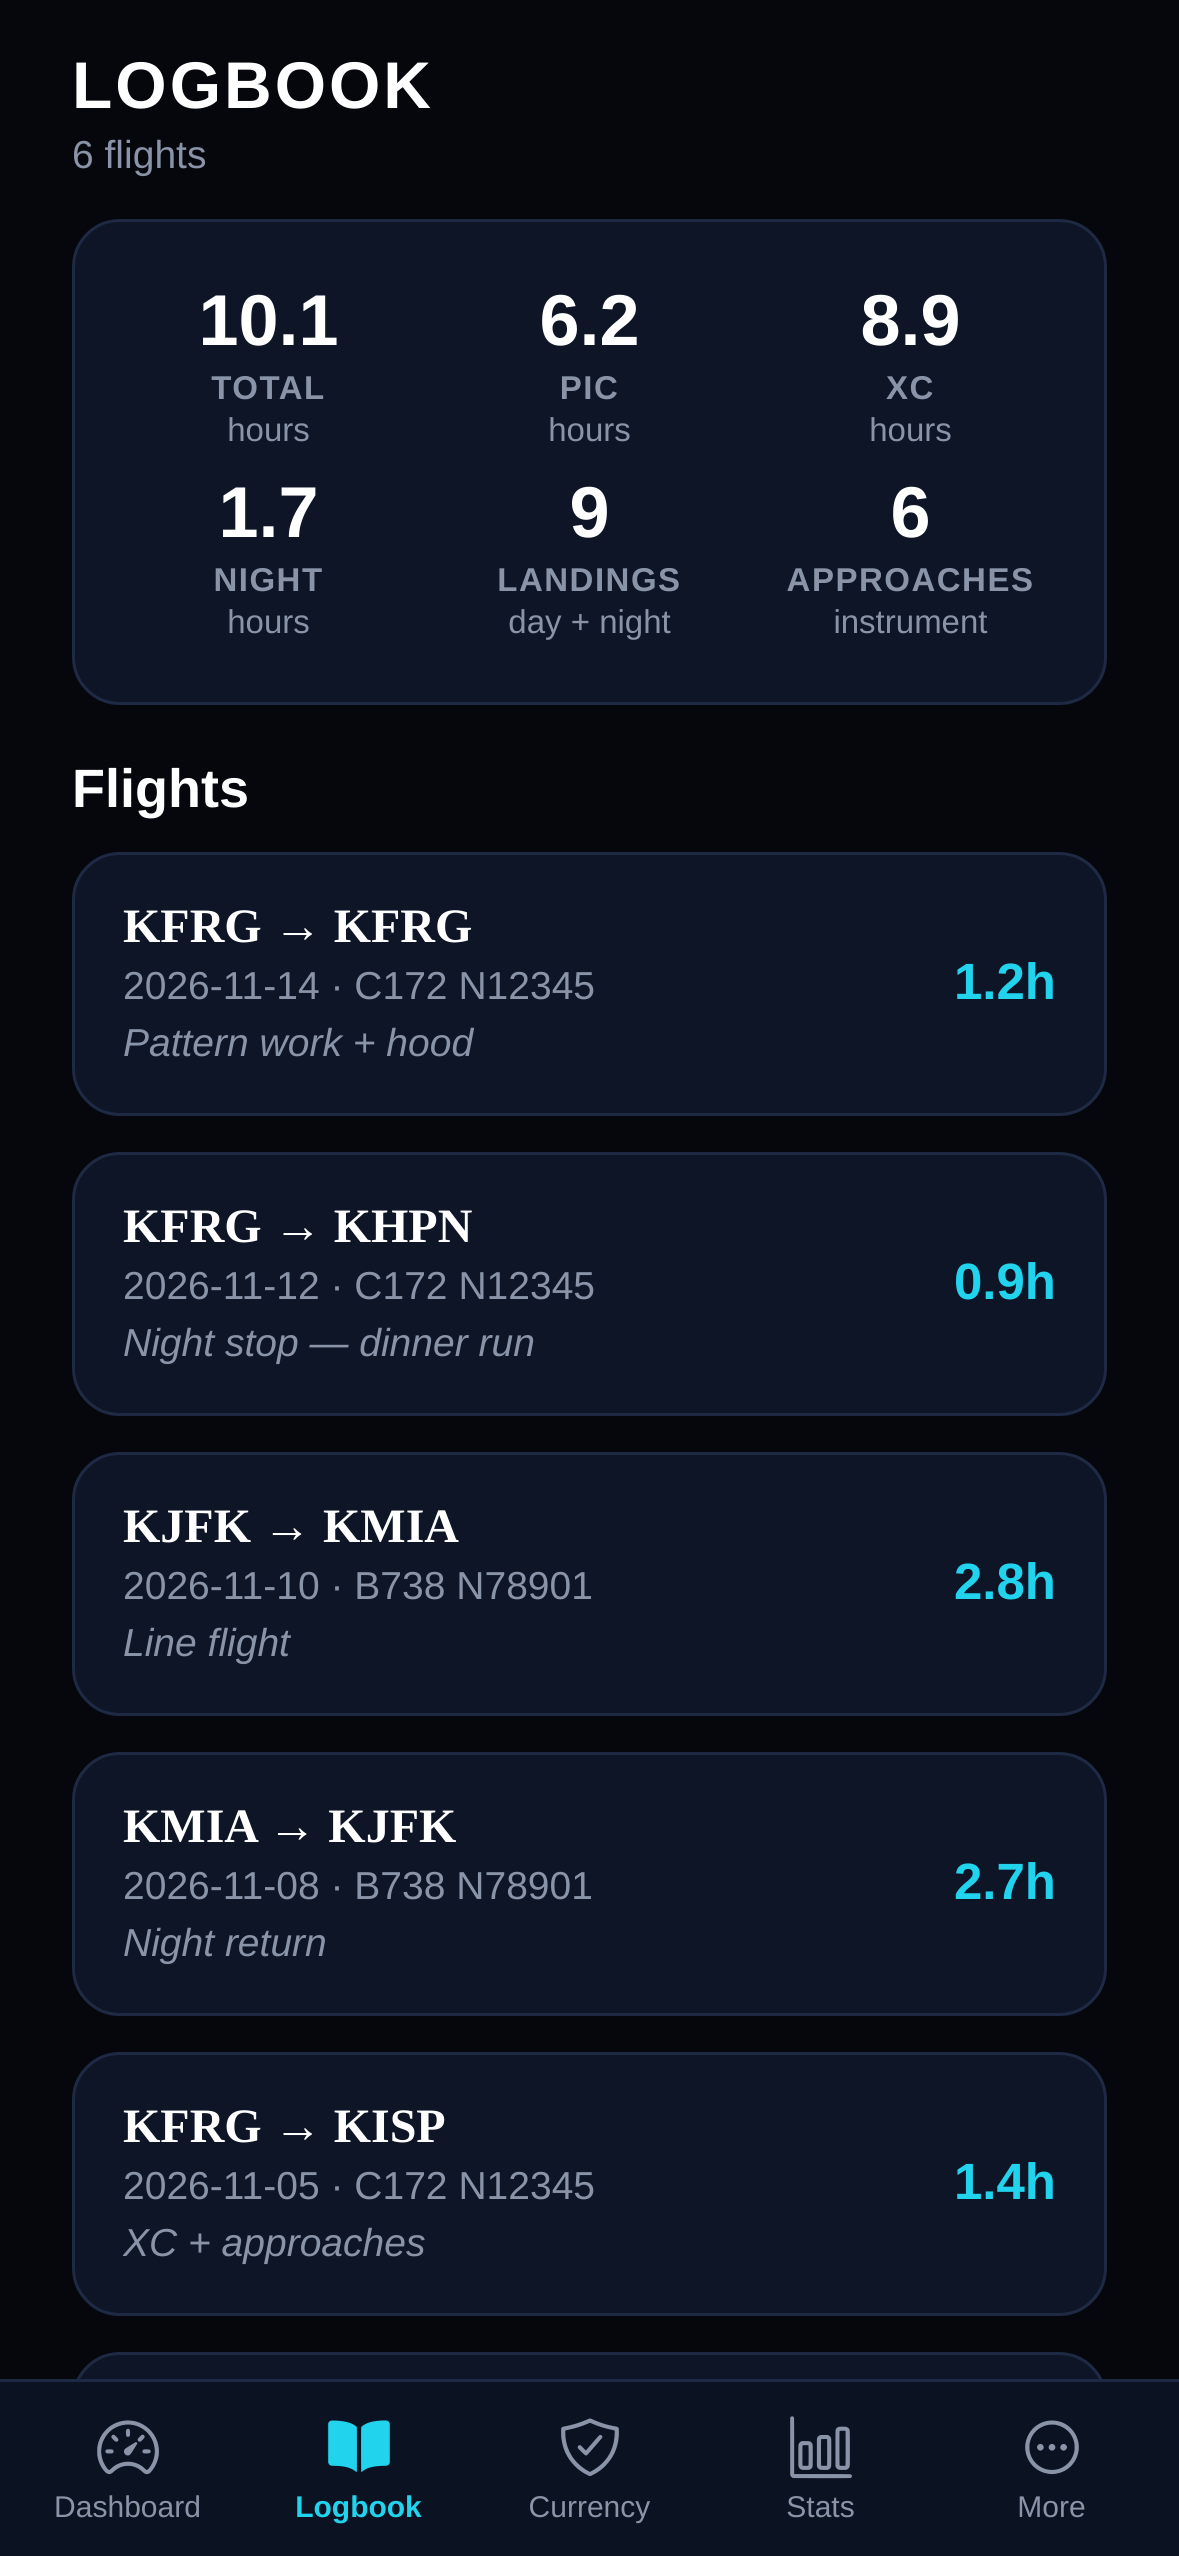 LOGBOOK
6 flights
10.1 6.2 8.9
TOTAL PIC XC
hours hours hours
1.7 9 6
NIGHT LANDINGS APPROACHES
hours day + night instrument
Flights
KFRG → KFRG
2026-11-14 · C172 N12345
1.2h
Pattern work + hood
KFRG → KHPN
2026-11-12 · C172 N12345
0.9h
Night stop — dinner run
KJFK → KMIA
2026-11-10 · B738 N78901
2.8h
Line flight
KMIA → KJFK
2026-11-08 · B738 N78901
2.7h
Night return
KFRG → KISP
2026-11-05 · C172 N12345
1.4h
XC + approaches
Dashboard Logbook Currency Stats More